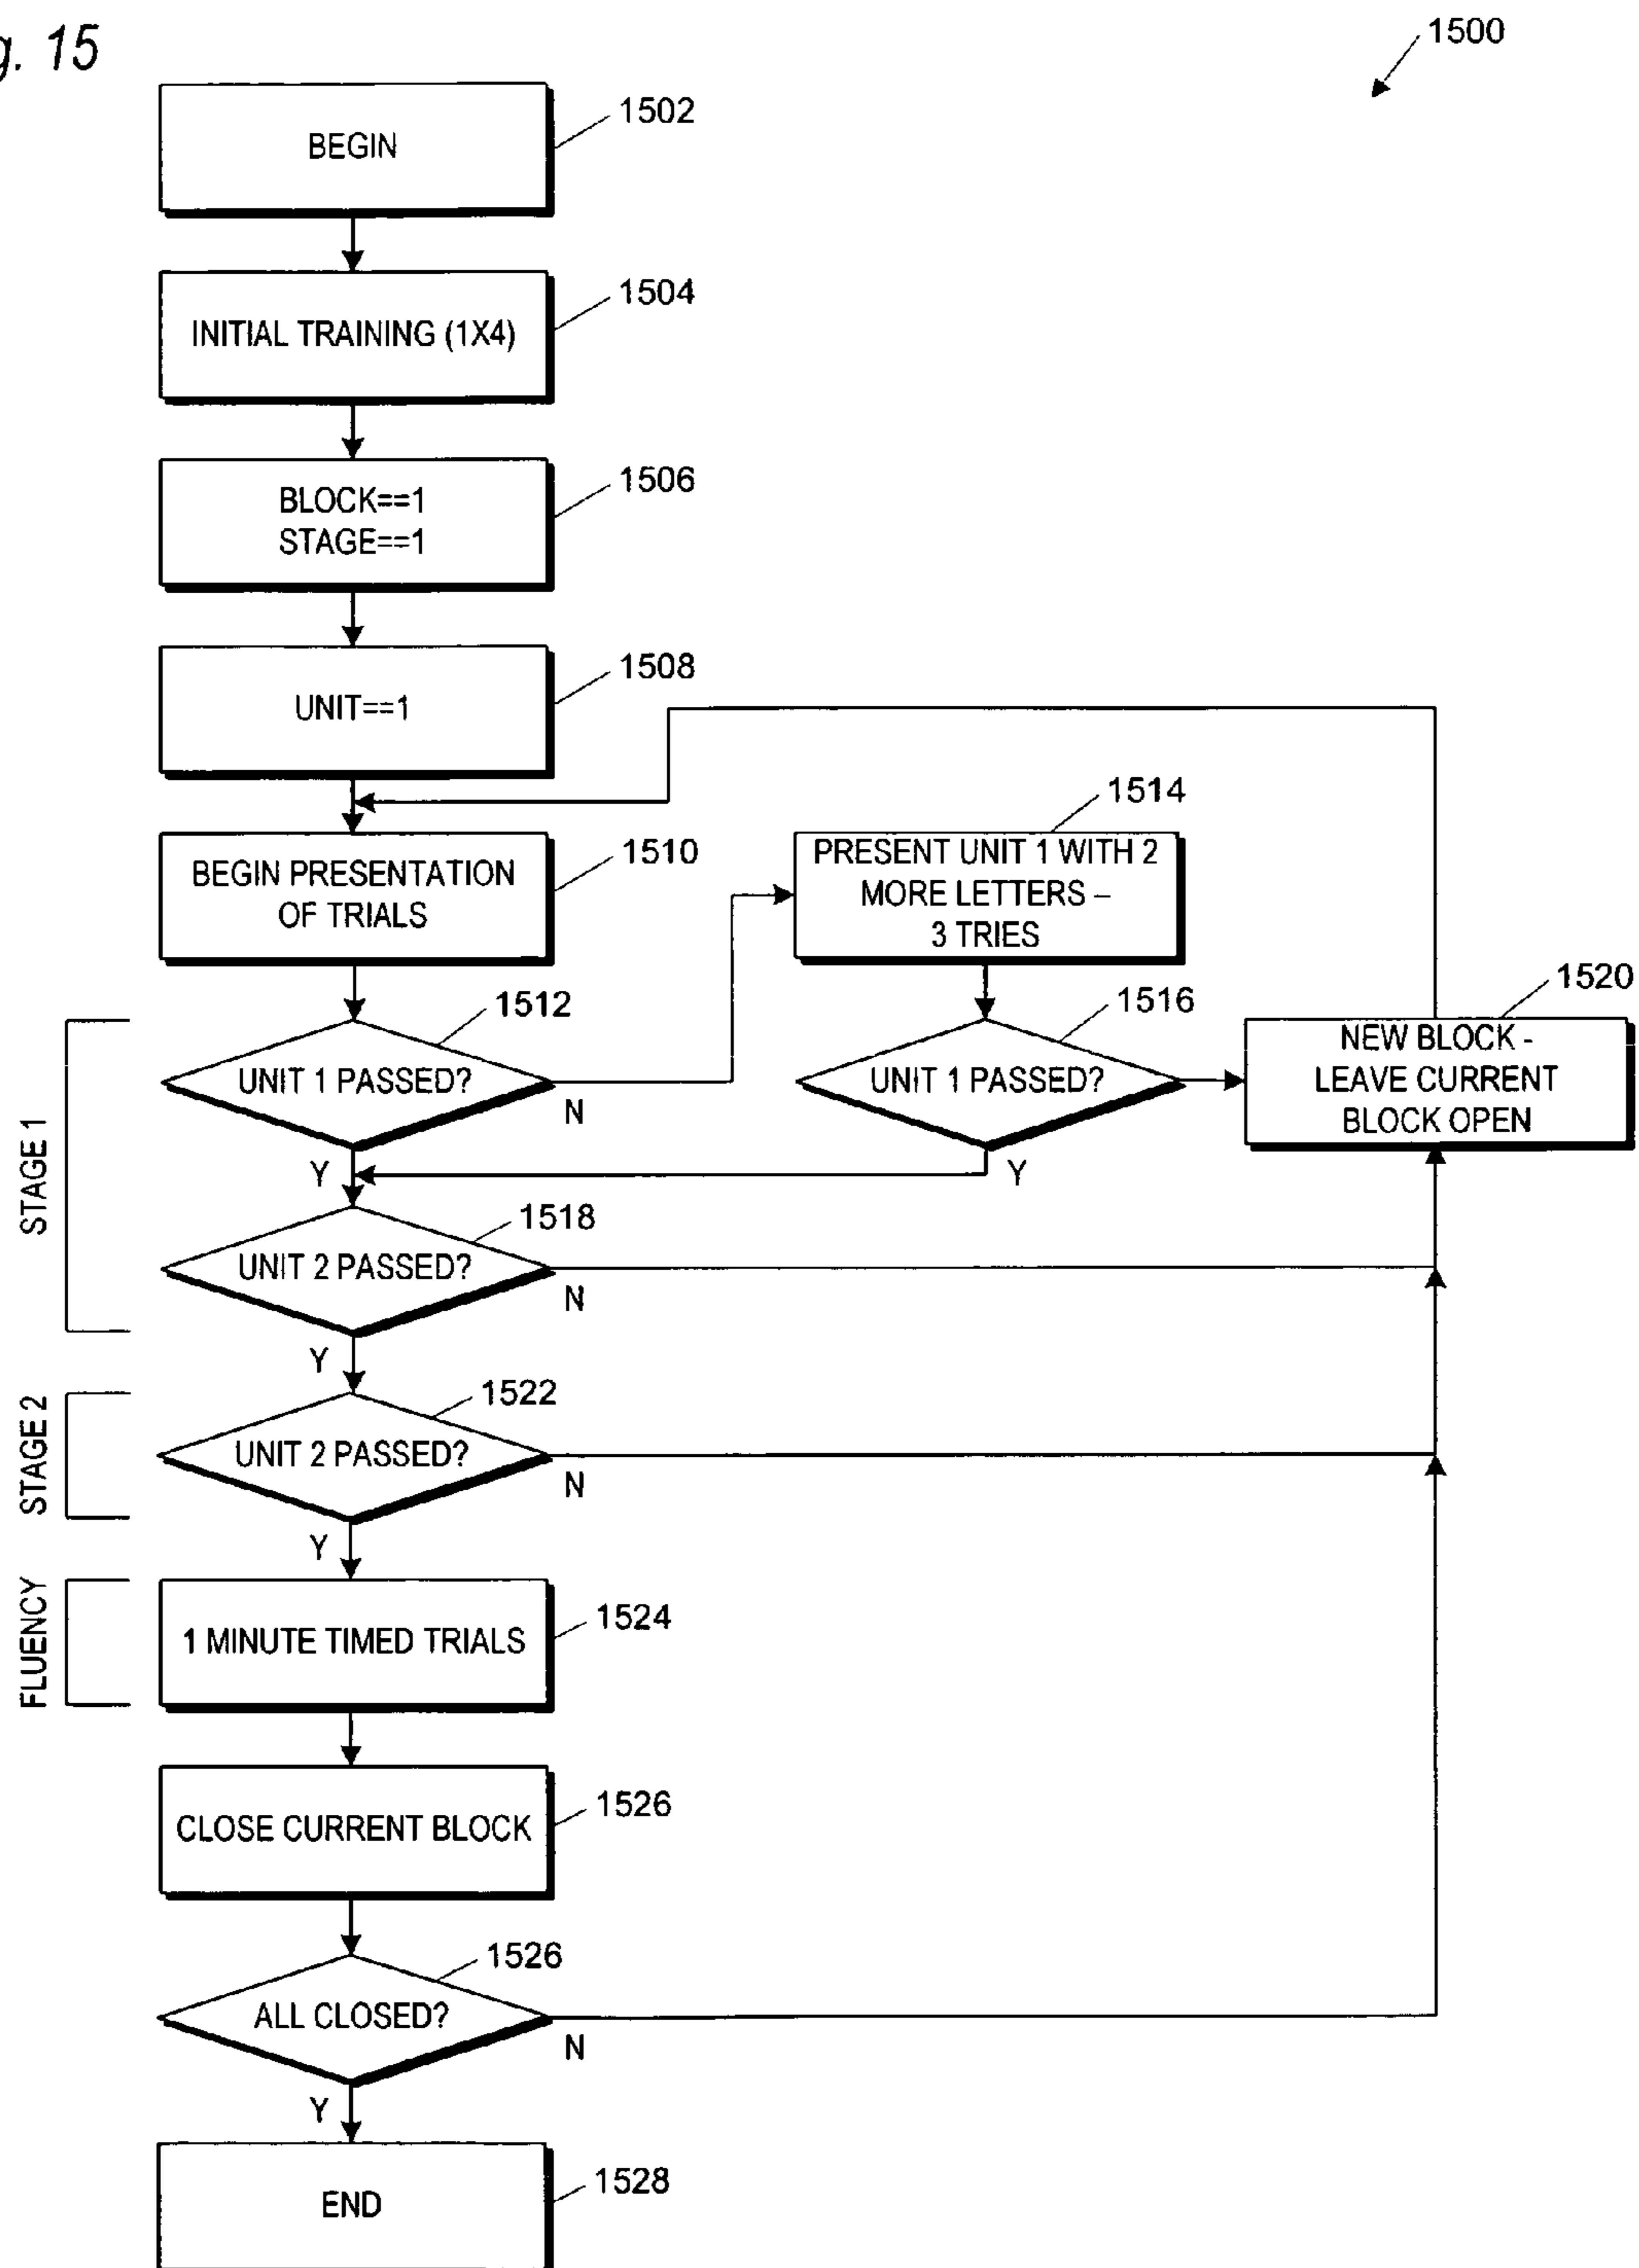 g. 15
1500
BEGIN
1502
INITIAL TRAINING (1X4)
1504
BLOCK==1
STAGE==1
1506
UNIT==1
1508
BEGIN PRESENTATION
OF TRIALS
1510
PRESENT UNIT 1 WITH 2
MORE LETTERS –
3 TRIES
1514
STAGE 1
UNIT 1 PASSED?
1512
N
Y
UNIT 1 PASSED?
1516
Y
NEW BLOCK -
LEAVE CURRENT
BLOCK OPEN
1520
UNIT 2 PASSED?
1518
N
Y
STAGE 2
UNIT 2 PASSED?
1522
N
Y
FLUENCY
1 MINUTE TIMED TRIALS
1524
CLOSE CURRENT BLOCK
1526
ALL CLOSED?
1526
N
Y
END
1528